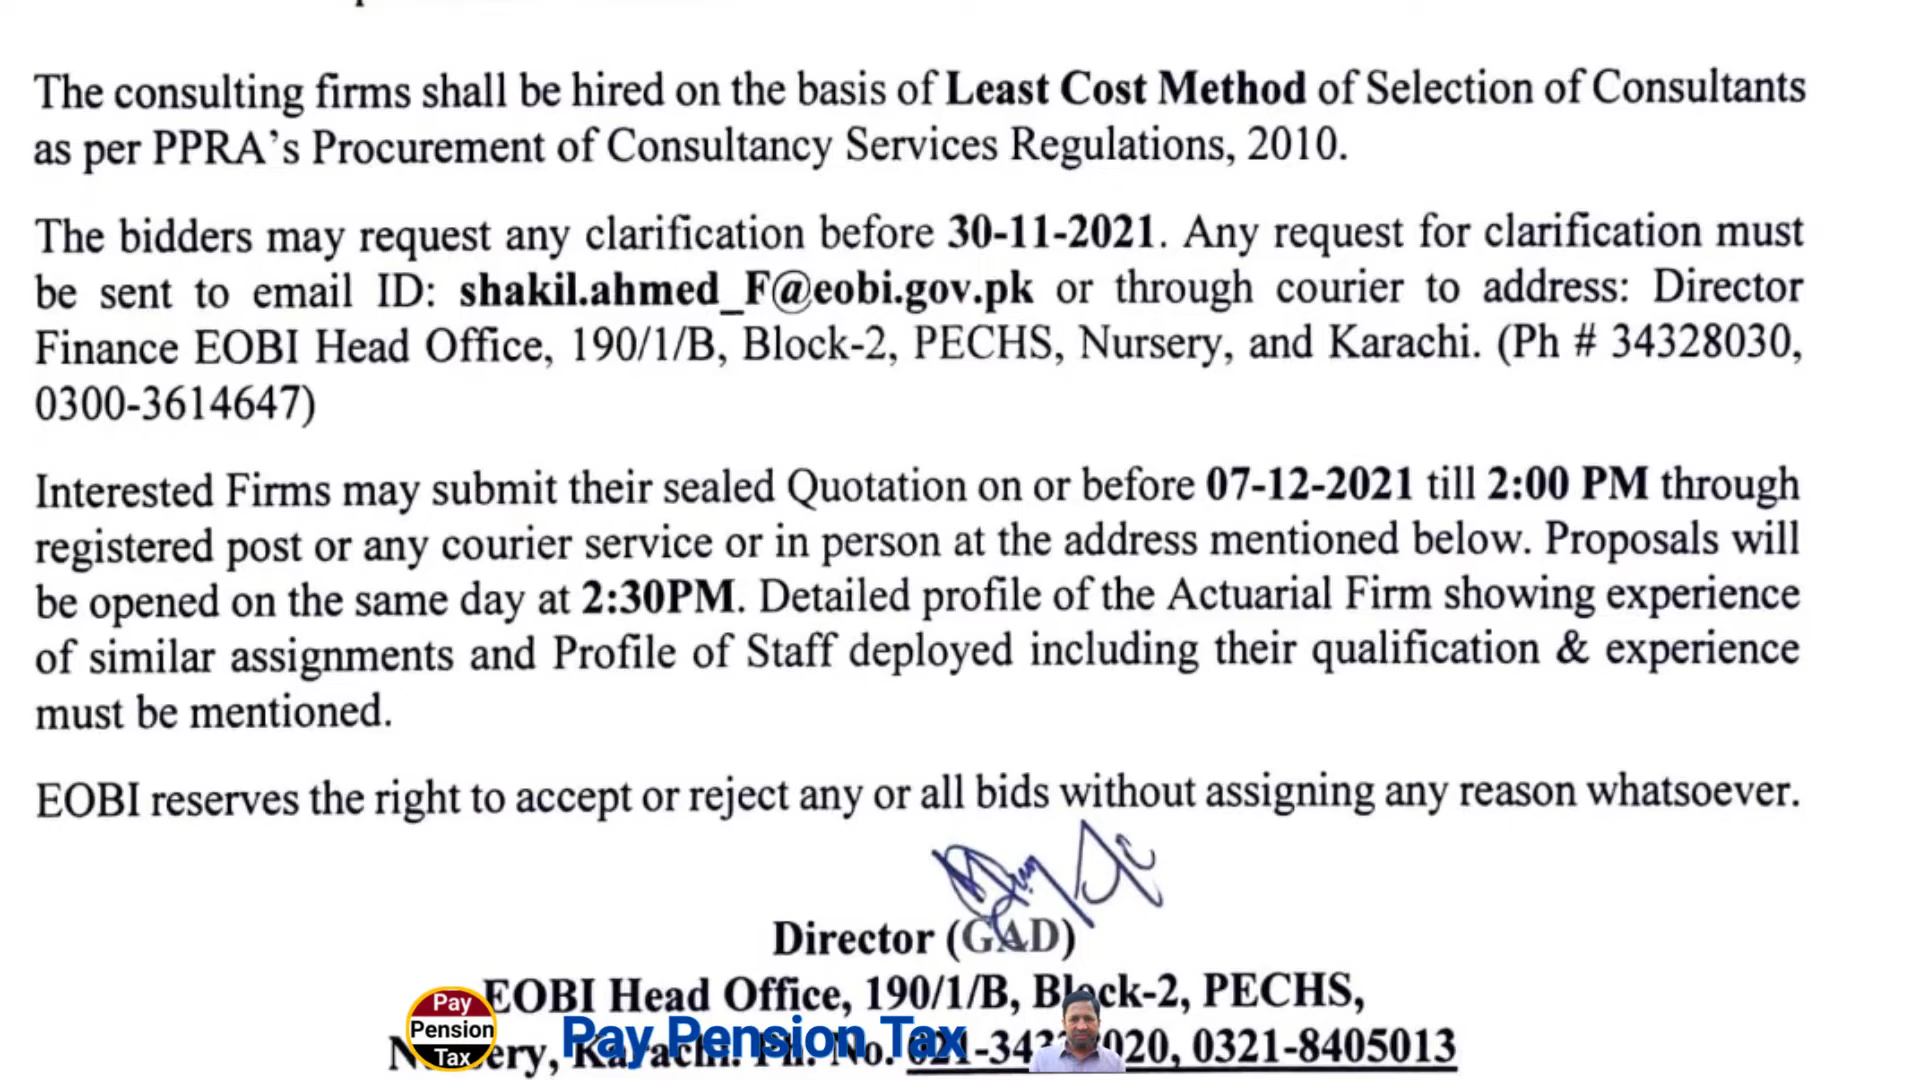 The consulting firms shall be hired on the basis of Least Cost Method of Selection of Consultants
as per PPRA's Procurement of Consultancy Services Regulations, 2010.
The bidders may request any clarification before 30-11-2021. Any request for clarification must
be sent to email ID: shakil.ahmed_F@eobi.gov.pk or through courier to address: Director
Finance EOBI Head Office, 190/1/B, Block-2, PECHS, Nursery, and Karachi. (Ph # 34328030,
0300-3614647)
Interested Firms may submit their sealed Quotation on or before 07-12-2021 till 2:00 PM through
registered post or any courier service or in person at the address mentioned below. Proposals will
be opened on the same day at 2:30PM. Detailed profile of the Actuarial Firm showing experience
of similar assignments and Profile of Staff deployed including their qualification & experience
must be mentioned.
EOBI reserves the right to accept or reject any or all bids without assigning any reason whatsoever.
Director (GAD)
EOBI Head Office, 190/1/B, Block-2, PECHS,
Karachi. Ph. No. 0321-8405013
Pay
Pension
Tax
Pay Pension Tax